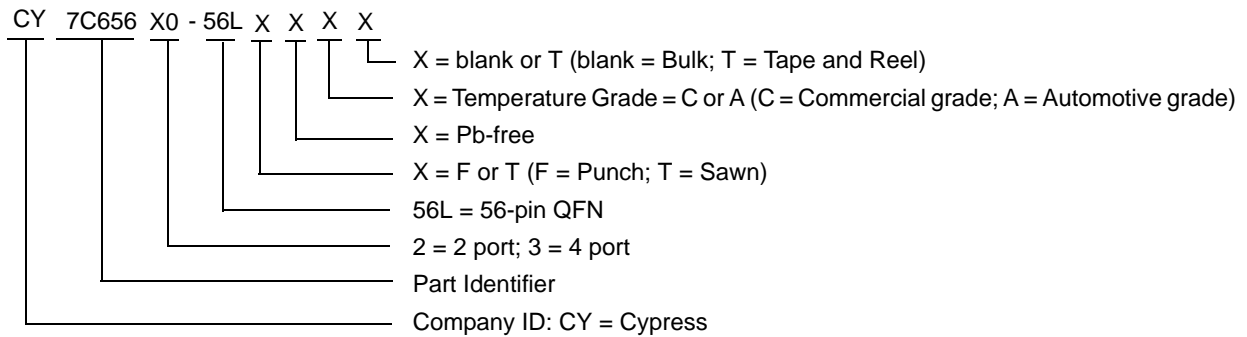 CY 7C656 X0 - 56L X X X X
X = blank or T (blank = Bulk; T = Tape and Reel)
X = Temperature Grade = C or A (C = Commercial grade; A = Automotive grade)
X = Pb-free
X = F or T (F = Punch; T = Sawn)
56L = 56-pin QFN
2 = 2 port; 3 = 4 port
Part Identifier
Company ID: CY = Cypress